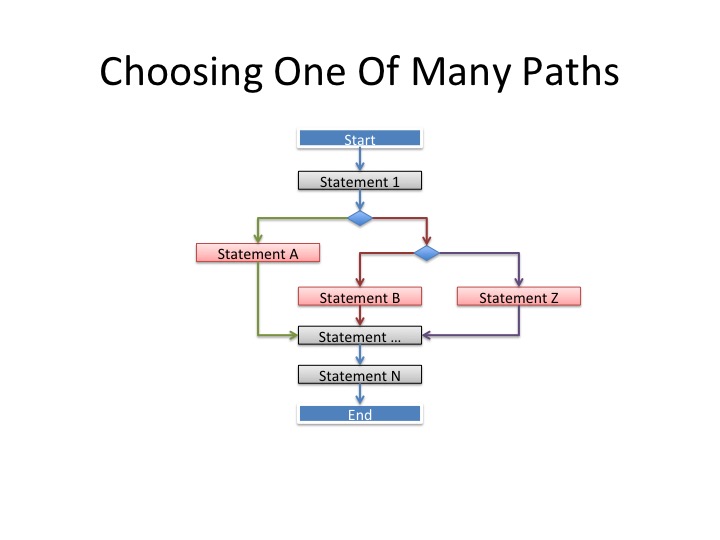 Choosing One Of Many Paths
Start
Statement 1
Statement A
Statement B
Statement Z
Statement …
Statement N
End